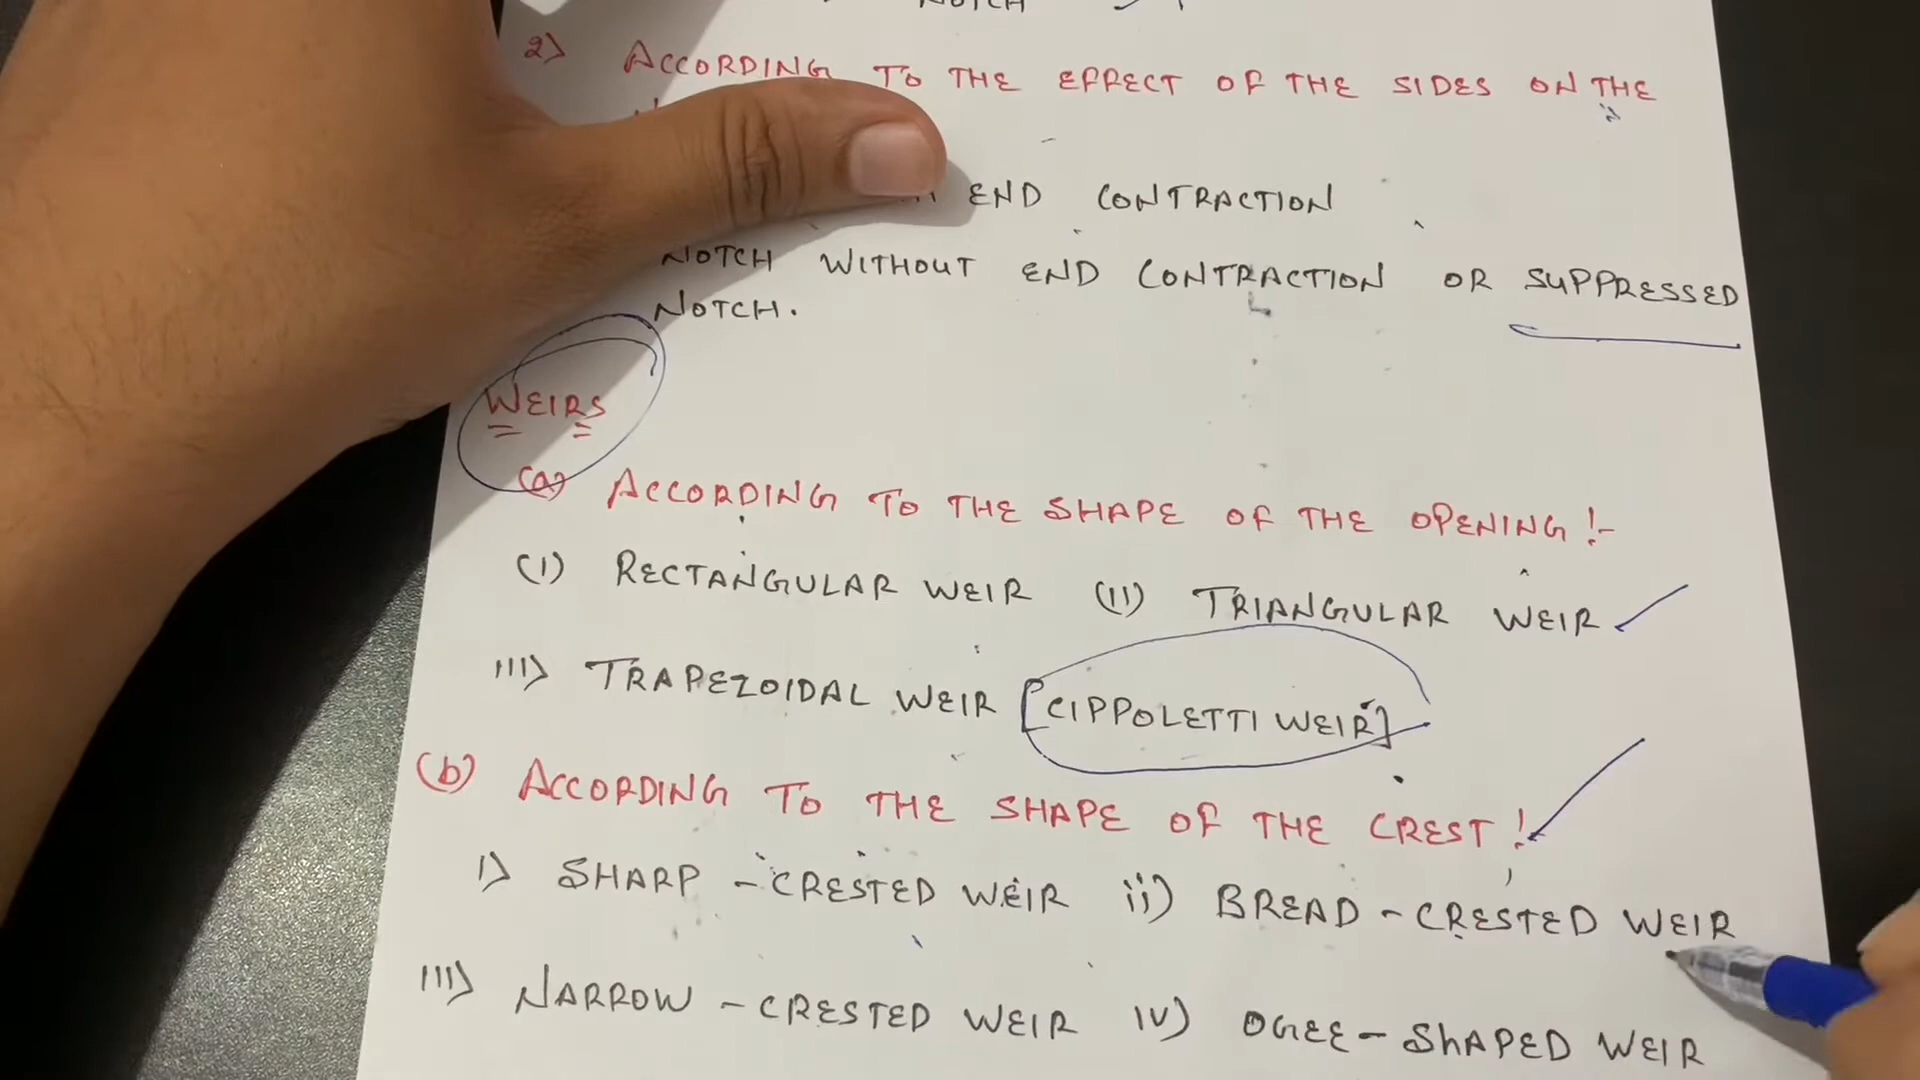 NOTCH
2) ACCORDING TO THE EFFECT OF THE SIDES ON THE
END CONTRACTION
NOTCH WITHOUT END CONTRACTION OR SUPPRESSED
NOTCH.
WEIRS
(a) ACCORDING TO THE SHAPE OF THE OPENING :-
(I) RECTANGULAR WEIR (II) TRIANGULAR WEIR
III) TRAPEZOIDAL WEIR [CIPPOLETTI WEIR]
(b) ACCORDING TO THE SHAPE OF THE CREST :
I) SHARP - CRESTED WEIR ii) BREAD - CRESTED WEIR
III) NARROW - CRESTED WEIR IV) OGEE - SHAPED WEIR